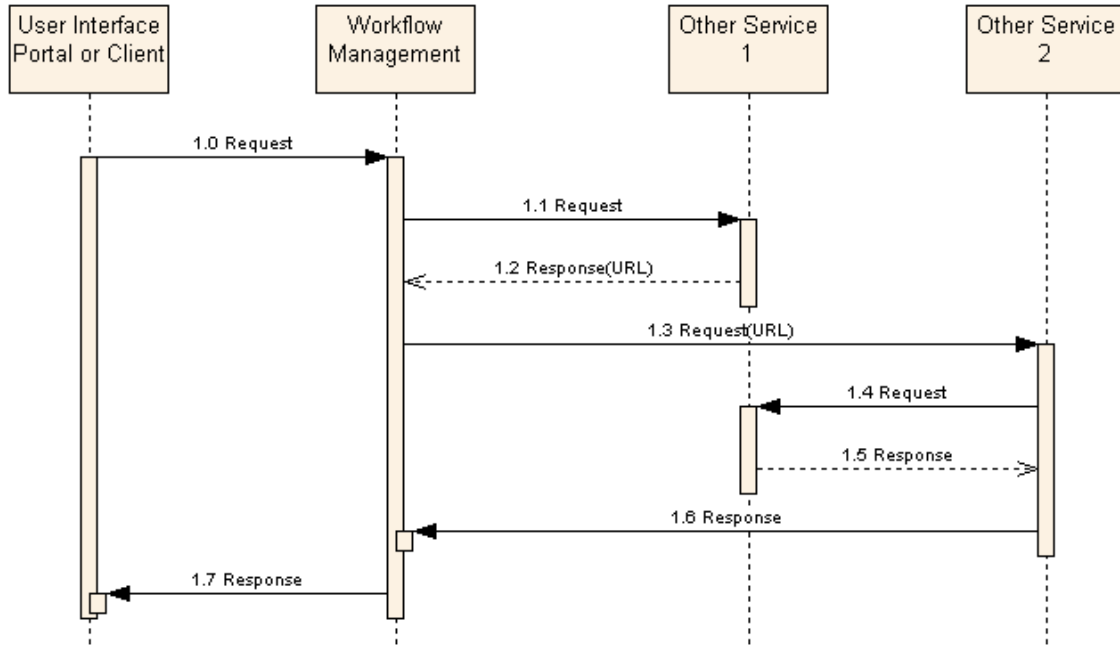 User Interface
Portal or Client
Workflow
Management
Other Service
1
Other Service
2
1.0 Request
1.1 Request
1.2 Response(URL)
1.3 Request(URL)
1.4 Request
1.5 Response
1.6 Response
1.7 Response